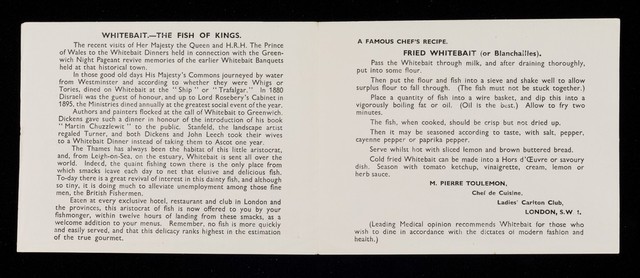 WHITEBAIT.—THE FISH OF KINGS.
The recent visits of Her Majesty the Queen and H.R.H. The Prince
of Wales to the Whitebait Dinners held in connection with the Green-
wich Night Pageant revive memories of the earlier Whitebait Banquets
held at that historical town.
In those good old days His Majesty's Commons journeyed by water
from Westminster and according to whether they were Whigs or
Tories, dined on Whitebait at the "Ship" or "Trafalgar." In 1880
Disraeli was the guest of honour, and up to Lord Rosebery's Cabinet in
1895, the Ministries dined annually at the greatest social event of the year.
Authors and painters flocked at the call of Whitebait to Greenwich.
Dickens gave such a dinner in honour of the introduction of his book
"Martin Chuzzlewit" to the public. Stanfeld, the landscape artist
regaled Turner, and both Dickens and John Leech took their wives
to a Whitebait Dinner instead of taking them to Ascot one year.
The Thames has always been the habitat of this little aristocrat,
and, from Leigh-on-Sea, on the estuary, Whitebait is sent all over the
world. Indeed, the quaint fishing town there is the only place from
which smacks leave each day to net that elusive and delicious fish.
To-day there is a great revival of interest in this dainty fish, and although
so tiny, it is doing much to alleviate unemployment among those fine
men, the British Fishermen.
Eaten at every exclusive hotel, restaurant and club in London and
the provinces, this aristocrat of fish is now offered to you by your
fishmonger, within twelve hours of landing from these smacks, as a
welcome addition to your menus. Remember, no fish is more quickly
and easily served, and that this delicacy ranks highest in the estimation
of the true gourmet.
A FAMOUS CHEF'S RECIPE.
FRIED WHITEBAIT (or Blanchailles).
Pass the Whitebait through milk, and after draining thoroughly,
put into some flour.
Then put the flour and fish into a sieve and shake well to allow
surplus flour to fall through. (The fish must not be stuck together.)
Place a quantity of fish into a wire basket, and dip this into a
vigorously boiling fat or oil. (Oil is the best.) Allow to fry two
minutes.
The fish, when cooked, should be crisp but not dried up.
Then it may be seasoned according to taste, with salt, pepper,
cayenne pepper or paprika pepper.
Serve whilst hot with sliced lemon and brown buttered bread.
Cold fried Whitebait can be made into a Hors d'Œuvre or savoury
dish. Season with tomato ketchup, vinaigrette, cream, lemon or
herb sauce.
M. PIERRE TOULEMON,
Chef de Cuisine,
Ladies' Carlton Club,
LONDON, S.W 1.
(Leading Medical opinion recommends Whitebait for those who
wish to dine in accordance with the dictates of modern fashion and
health.)